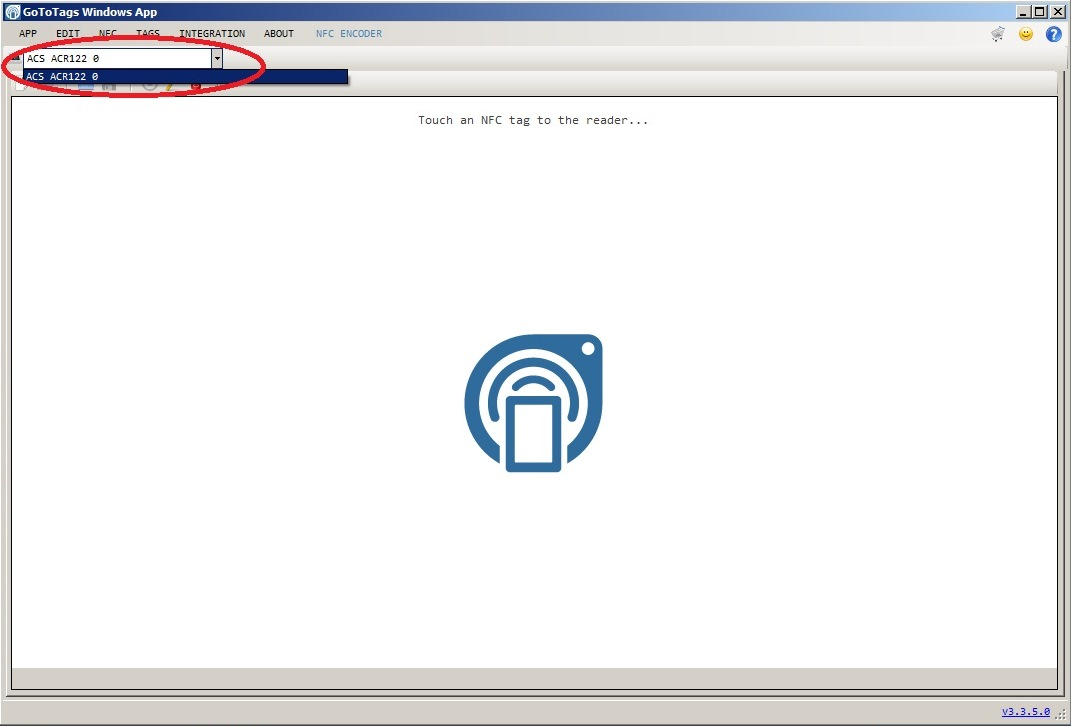 GoToTags Windows App
APP EDIT NFC TAGS INTEGRATION ABOUT NFC ENCODER
ACS ACR122 0
ACS ACR122 0
Touch an NFC tag to the reader...
v3.3.5.0